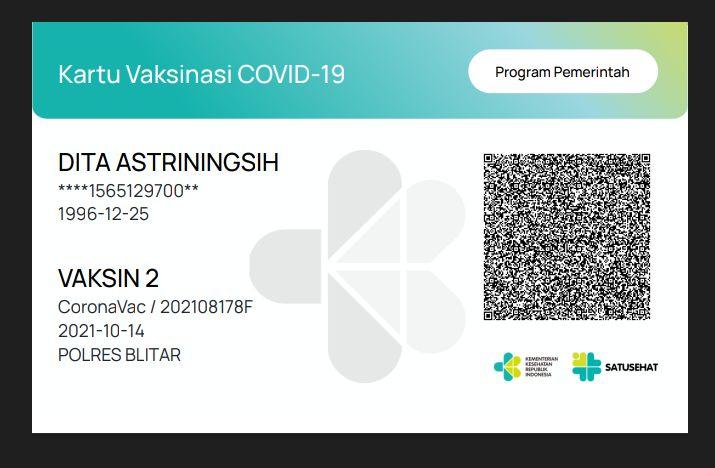 Kartu Vaksinasi COVID-19
Program Pemerintah
DITA ASTRININGSIH
****1565129700**
1996-12-25
VAKSIN 2
CoronaVac / 202108178F
2021-10-14
POLRES BLITAR
KEMENTERIAN
KESEHATAN
REPUBLIK
INDONESIA
SATUSEHAT